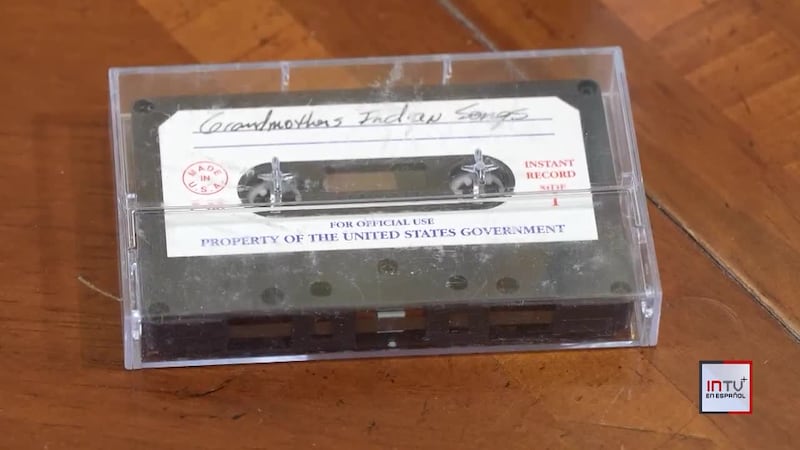 Grandmothers Indian Songs
MADE
IN
U.S.A.
INSTANT
RECORD
SIDE
1
FOR OFFICIAL USE
PROPERTY OF THE UNITED STATES GOVERNMENT
INTV+
EN ESPAÑOL